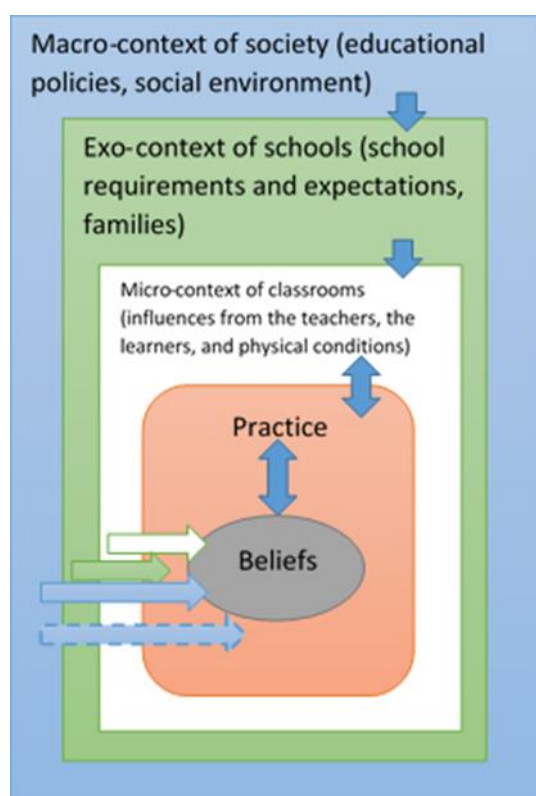 Macro-context of society (educational
policies, social environment)
Exo-context of schools (school
requirements and expectations,
families)
Micro-context of classrooms
(influences from the teachers, the
learners, and physical conditions)
Practice
Beliefs